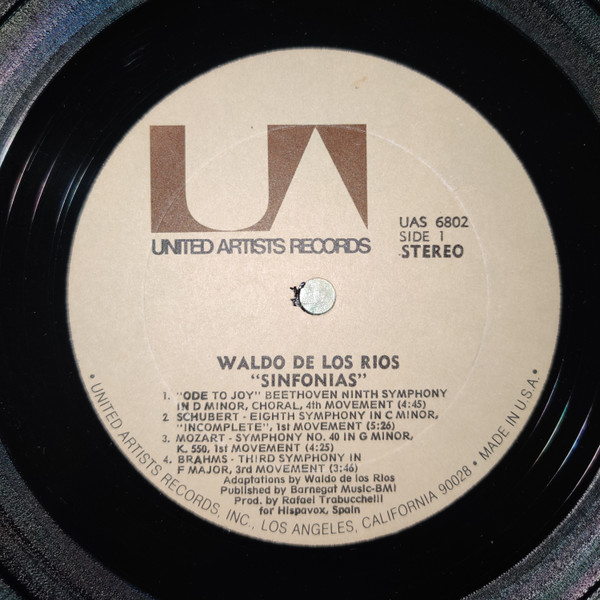 UA
UNITED ARTISTS RECORDS
UAS 6802
SIDE 1
STEREO
WALDO DE LOS RIOS
"SINFONIAS"
1. "ODE TO JOY" BEETHOVEN NINTH SYMPHONY
IN D MINOR, CHORAL, 4th MOVEMENT (4:45)
2. SCHUBERT - EIGHTH SYMPHONY IN C MINOR,
"INCOMPLETE", 1st MOVEMENT (5:26)
3. MOZART - SYMPHONY NO. 40 IN G MINOR,
K. 550, 1st MOVEMENT (4:25)
4. BRAHMS - THIRD SYMPHONY IN
F MAJOR, 3rd MOVEMENT (3:46)
Adaptations by Waldo de los Rios
Published by Barnegat Music-BMI
Prod. by Rafael Trabucchelli
for Hispavox, Spain
• UNITED ARTISTS RECORDS, INC., LOS ANGELES, CALIFORNIA 90028 • MADE IN U.S.A. •